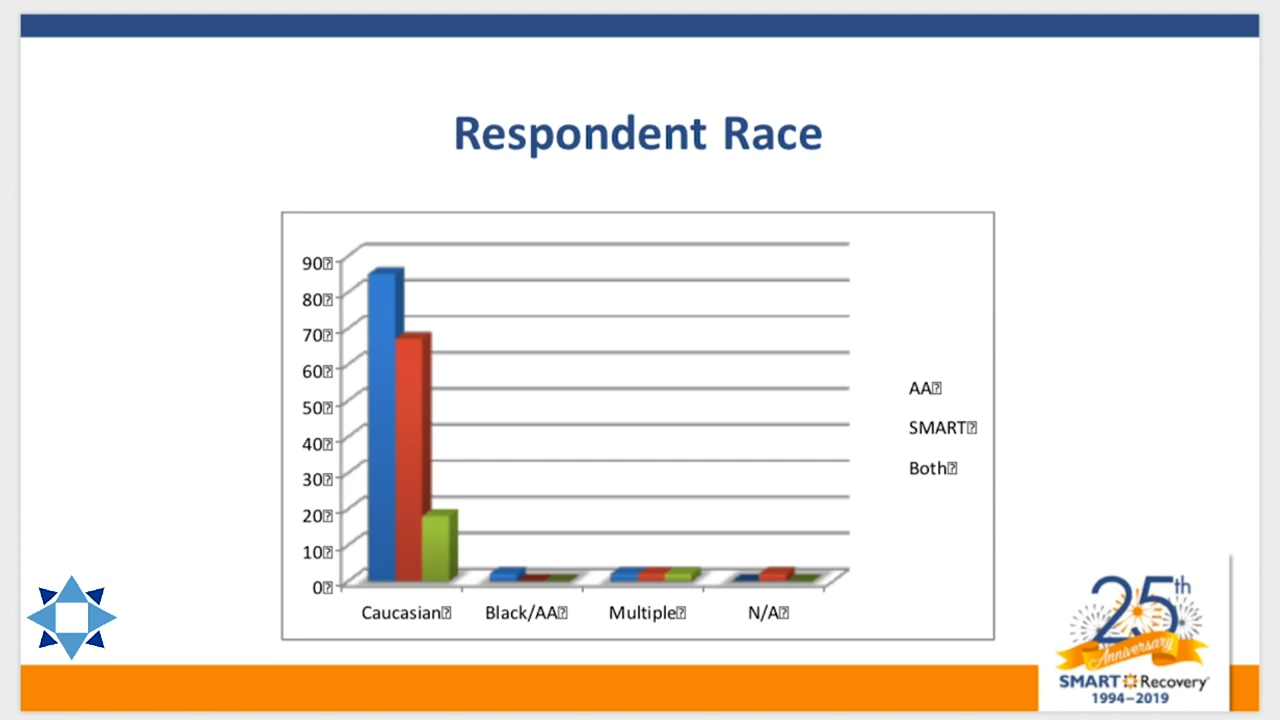 Respondent Race
90
80
70
60
50
40
30
20
10
0
Caucasian Black/AA Multiple N/A
AA
SMART
Both
25th
Anniversary
SMART Recovery
1994–2019